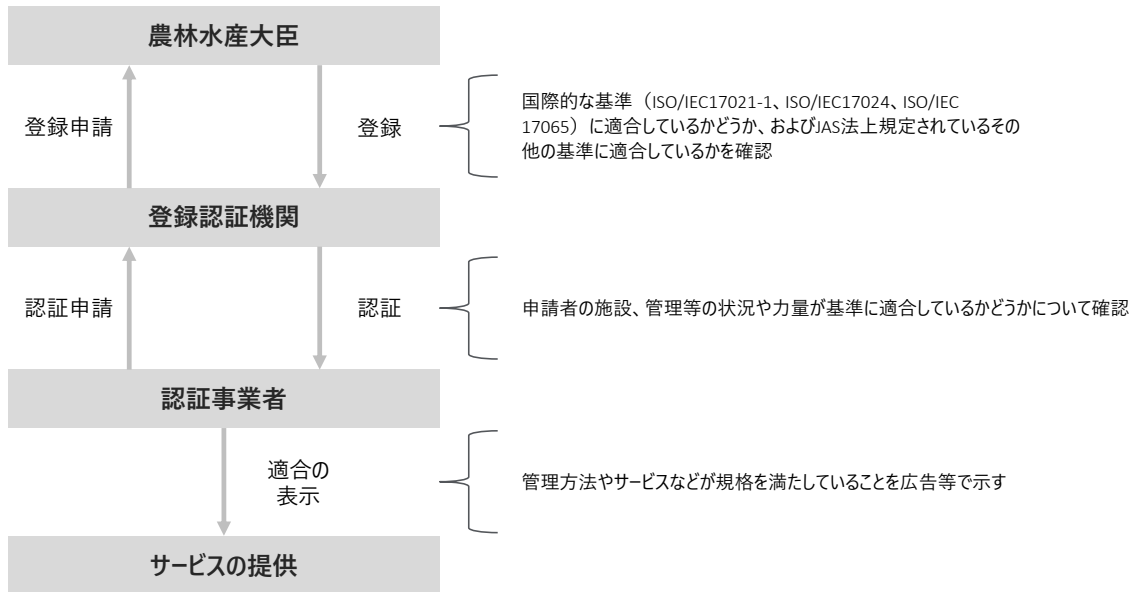 農林水産大臣
登録申請
登録
国際的な基準（ISO/IEC17021-1、ISO/IEC17024、ISO/IEC
17065）に適合しているかどうか、およびJAS法上規定されているその
他の基準に適合しているかを確認
登録認証機関
認証申請
認証
申請者の施設、管理等の状況や力量が基準に適合しているかどうかについて確認
認証事業者
適合の
表示
管理方法やサービスなどが規格を満たしていることを広告等で示す
サービスの提供